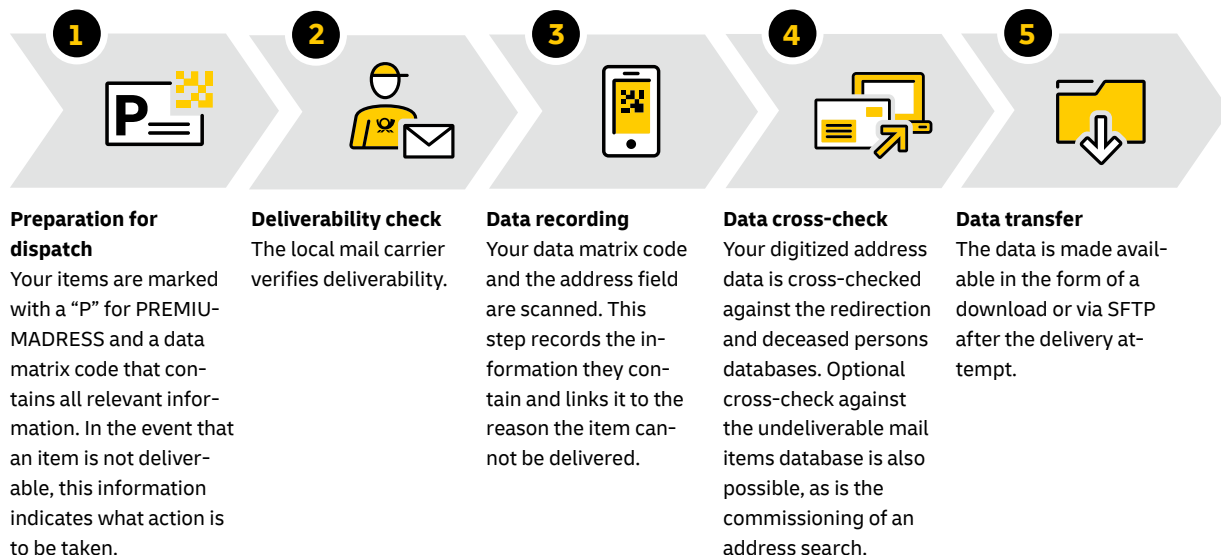 1
2
3
4
5
P
Preparation for
dispatch
Your items are marked
with a “P” for PREMIU-
MADRESS and a data
matrix code that con-
tains all relevant infor-
mation. In the event that
an item is not deliver-
able, this information
indicates what action is
to be taken.
Deliverability check
The local mail carrier
verifies deliverability.
Data recording
Your data matrix code
and the address field
are scanned. This
step records the in-
formation they con-
tain and links it to the
reason the item can-
not be delivered.
Data cross-check
Your digitized address
data is cross-checked
against the redirection
and deceased persons
databases. Optional
cross-check against
the undeliverable mail
items database is also
possible, as is the
commissioning of an
address search.
Data transfer
The data is made avail-
able in the form of a
download or via SFTP
after the delivery at-
tempt.